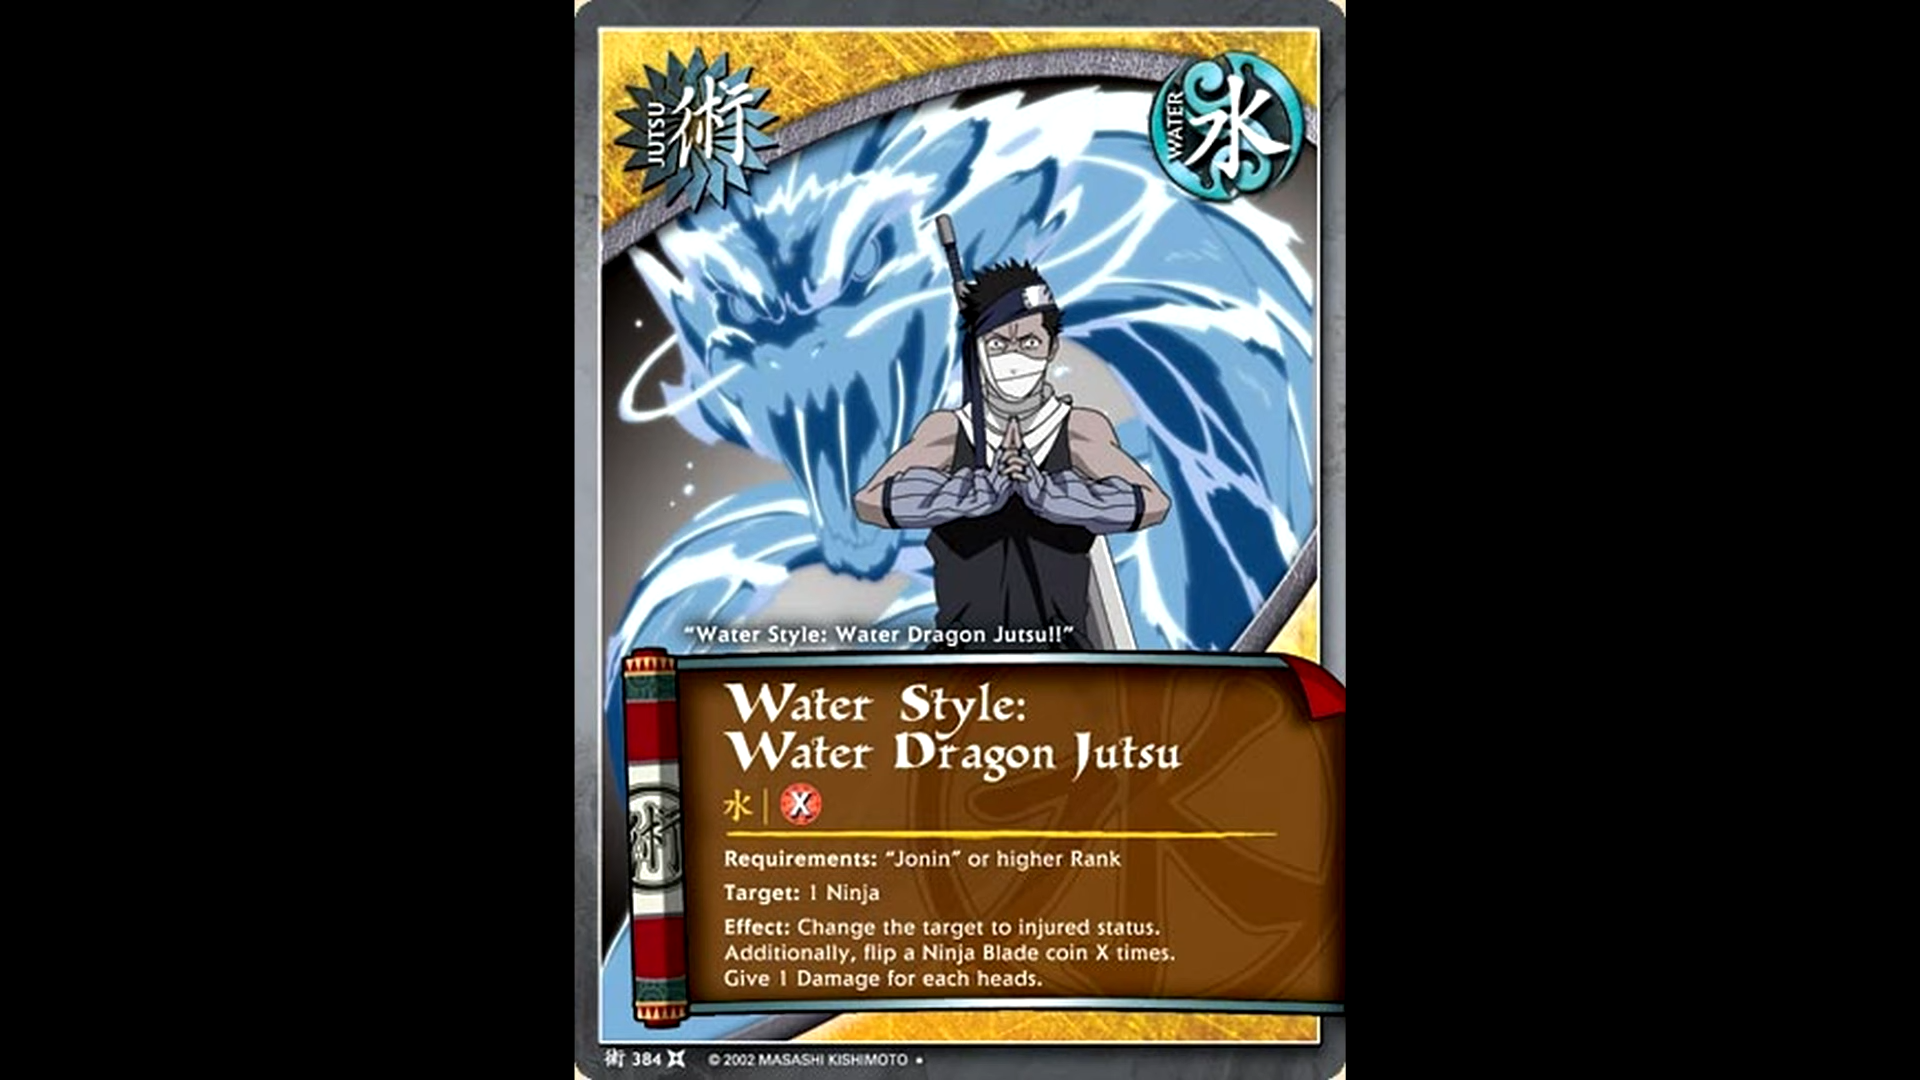 JUTSU 術
WATER 水
"Water Style: Water Dragon Jutsu!!"
Water Style:
Water Dragon Jutsu
水 | X
Requirements: "Jonin" or higher Rank
Target: 1 Ninja
Effect: Change the target to injured status.
Additionally, flip a Ninja Blade coin X times.
Give 1 Damage for each heads.
術
術 384 © 2002 MASASHI KISHIMOTO